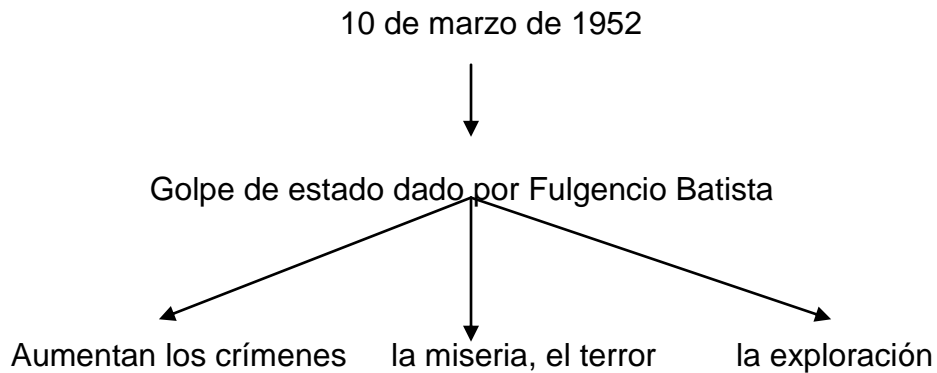 10 de marzo de 1952
Golpe de estado dado por Fulgencio Batista
Aumentan los crímenes la miseria, el terror la exploración